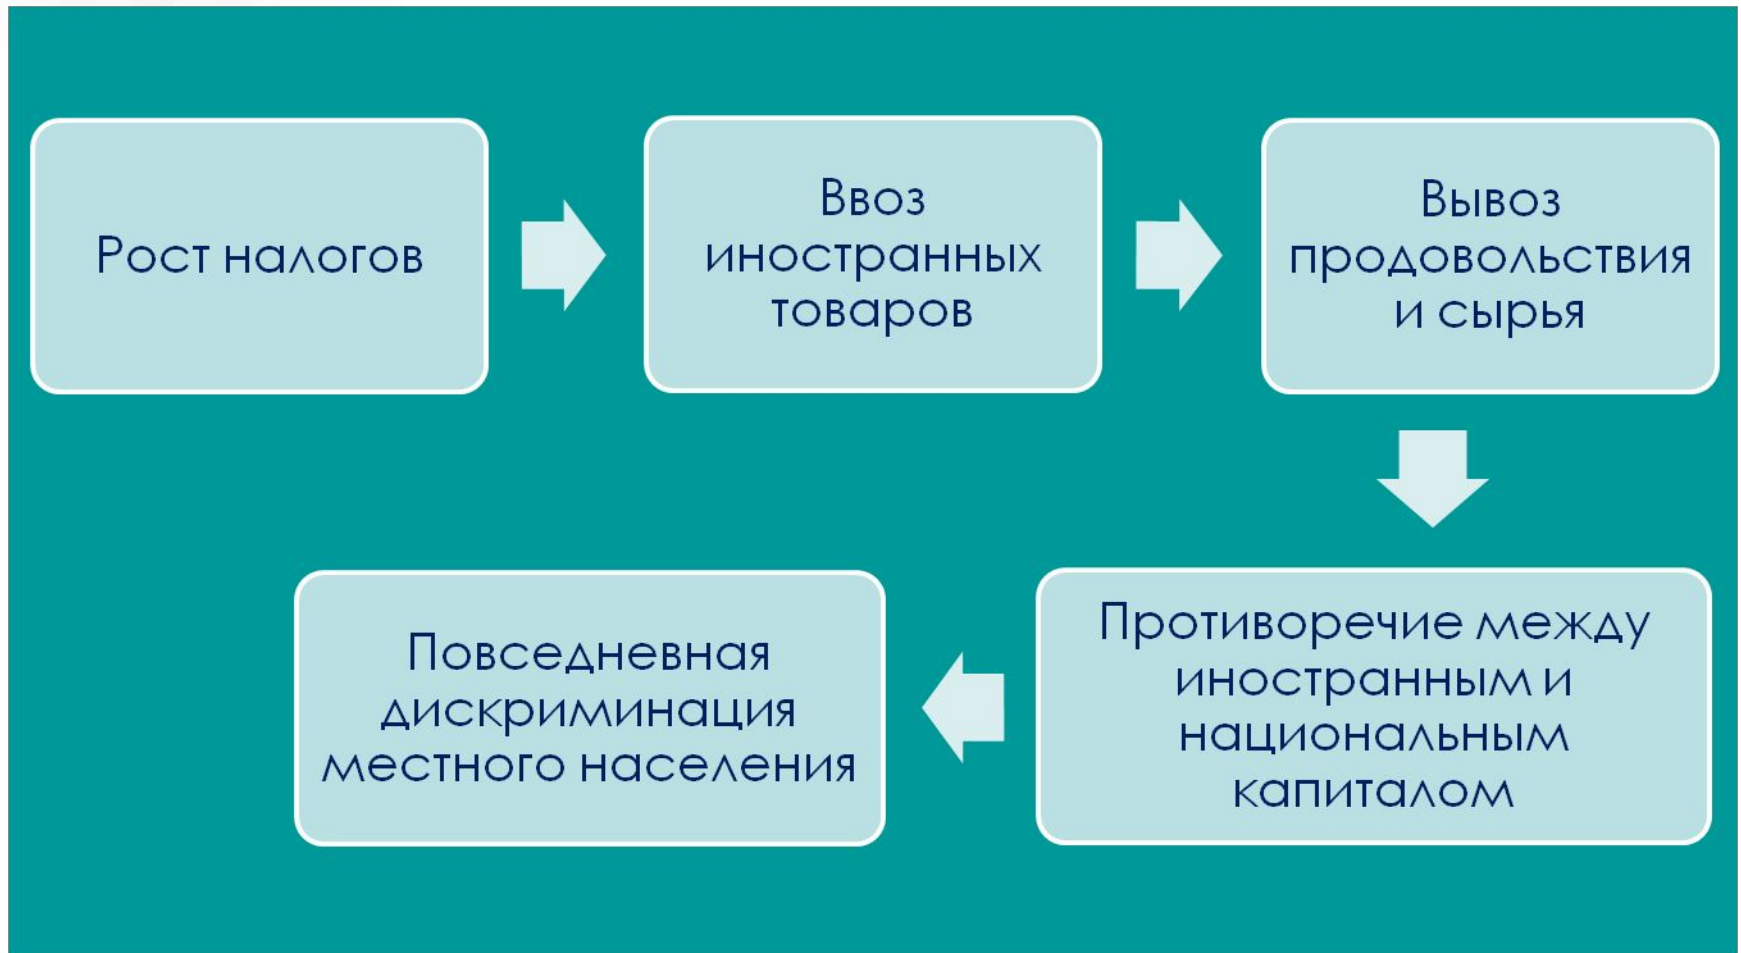 Рост налогов
Ввоз
иностранных
товаров
Вывоз
продовольствия
и сырья
Противоречие между
иностранным и
национальным
капиталом
Повседневная
дискриминация
местного населения